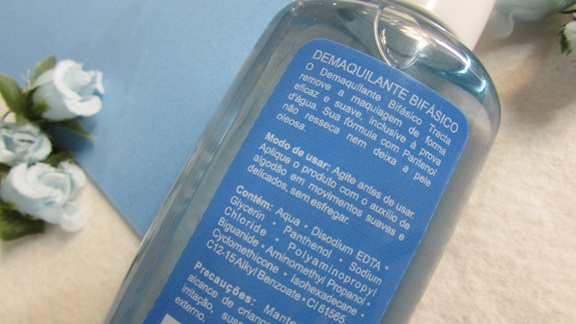 DEMAQUILANTE BIFÁSICO
O Demaquilante Bifásico Tracta
remove a maquiagem de forma
eficaz e suave, inclusive à prova
d'água. Sua fórmula com Pantenol
não resseca nem deixa a pele
oleosa.
Modo de usar: Agite antes de usar.
Aplique o produto com o auxílio de
algodão em movimentos suaves e
delicados, sem esfregar.
Contém: Aqua • Disodium EDTA •
Glycerin • Panthenol • Sodium
Chloride • Polyaminopropyl
Biguanide • Aminomethyl Propanol •
Cyclomethicone • Isohexadecane •
C12-15 Alkyl Benzoate • CI 61565
Precauções: Mante
alcance de crianç
irritação, susp
externo.